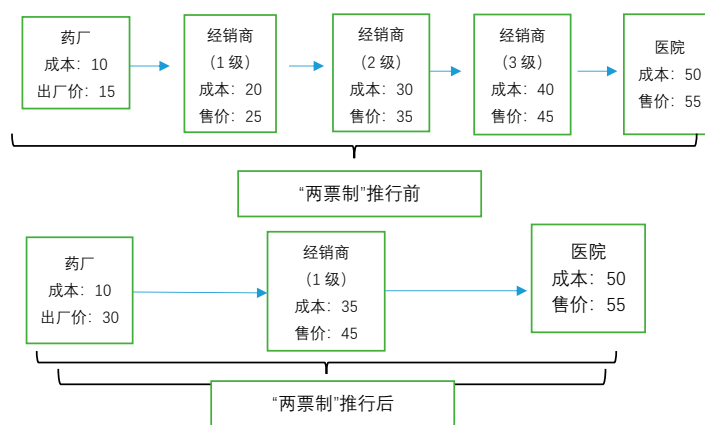 药厂
成本：10
出厂价：15
经销商
（1 级）
成本：20
售价：25
经销商
（2 级）
成本：30
售价：35
经销商
（3 级）
成本：40
售价：45
医院
成本：50
售价：55
“两票制”推行前
药厂
成本：10
出厂价：30
经销商
（1 级）
成本：35
售价：45
医院
成本：50
售价：55
“两票制”推行后